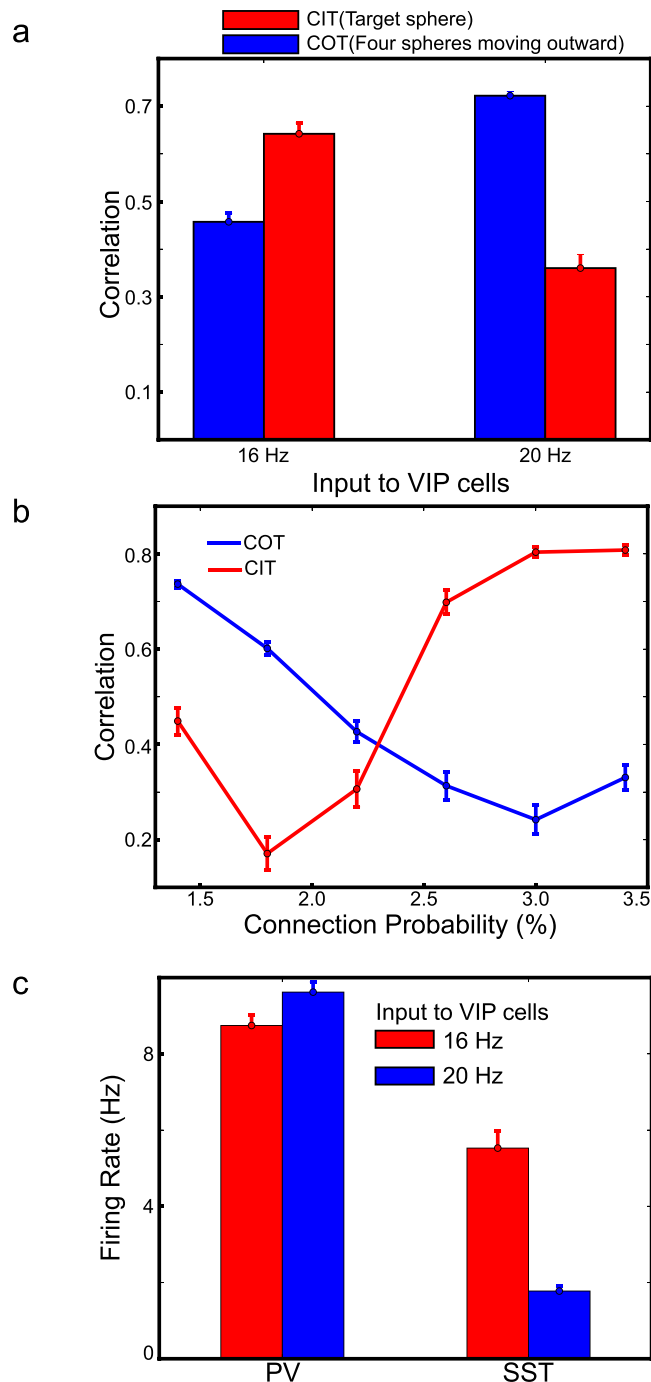 a
CIT(Target sphere)
COT(Four spheres moving outward)
Correlation
0.7
0.5
0.3
0.1
16 Hz
20 Hz
Input to VIP cells
b
COT
CIT
Correlation
0.8
0.6
0.4
0.2
1.5 2.0 2.5 3.0 3.5
Connection Probability (%)
c
Input to VIP cells
16 Hz
20 Hz
Firing Rate (Hz)
8
4
0
PV
SST